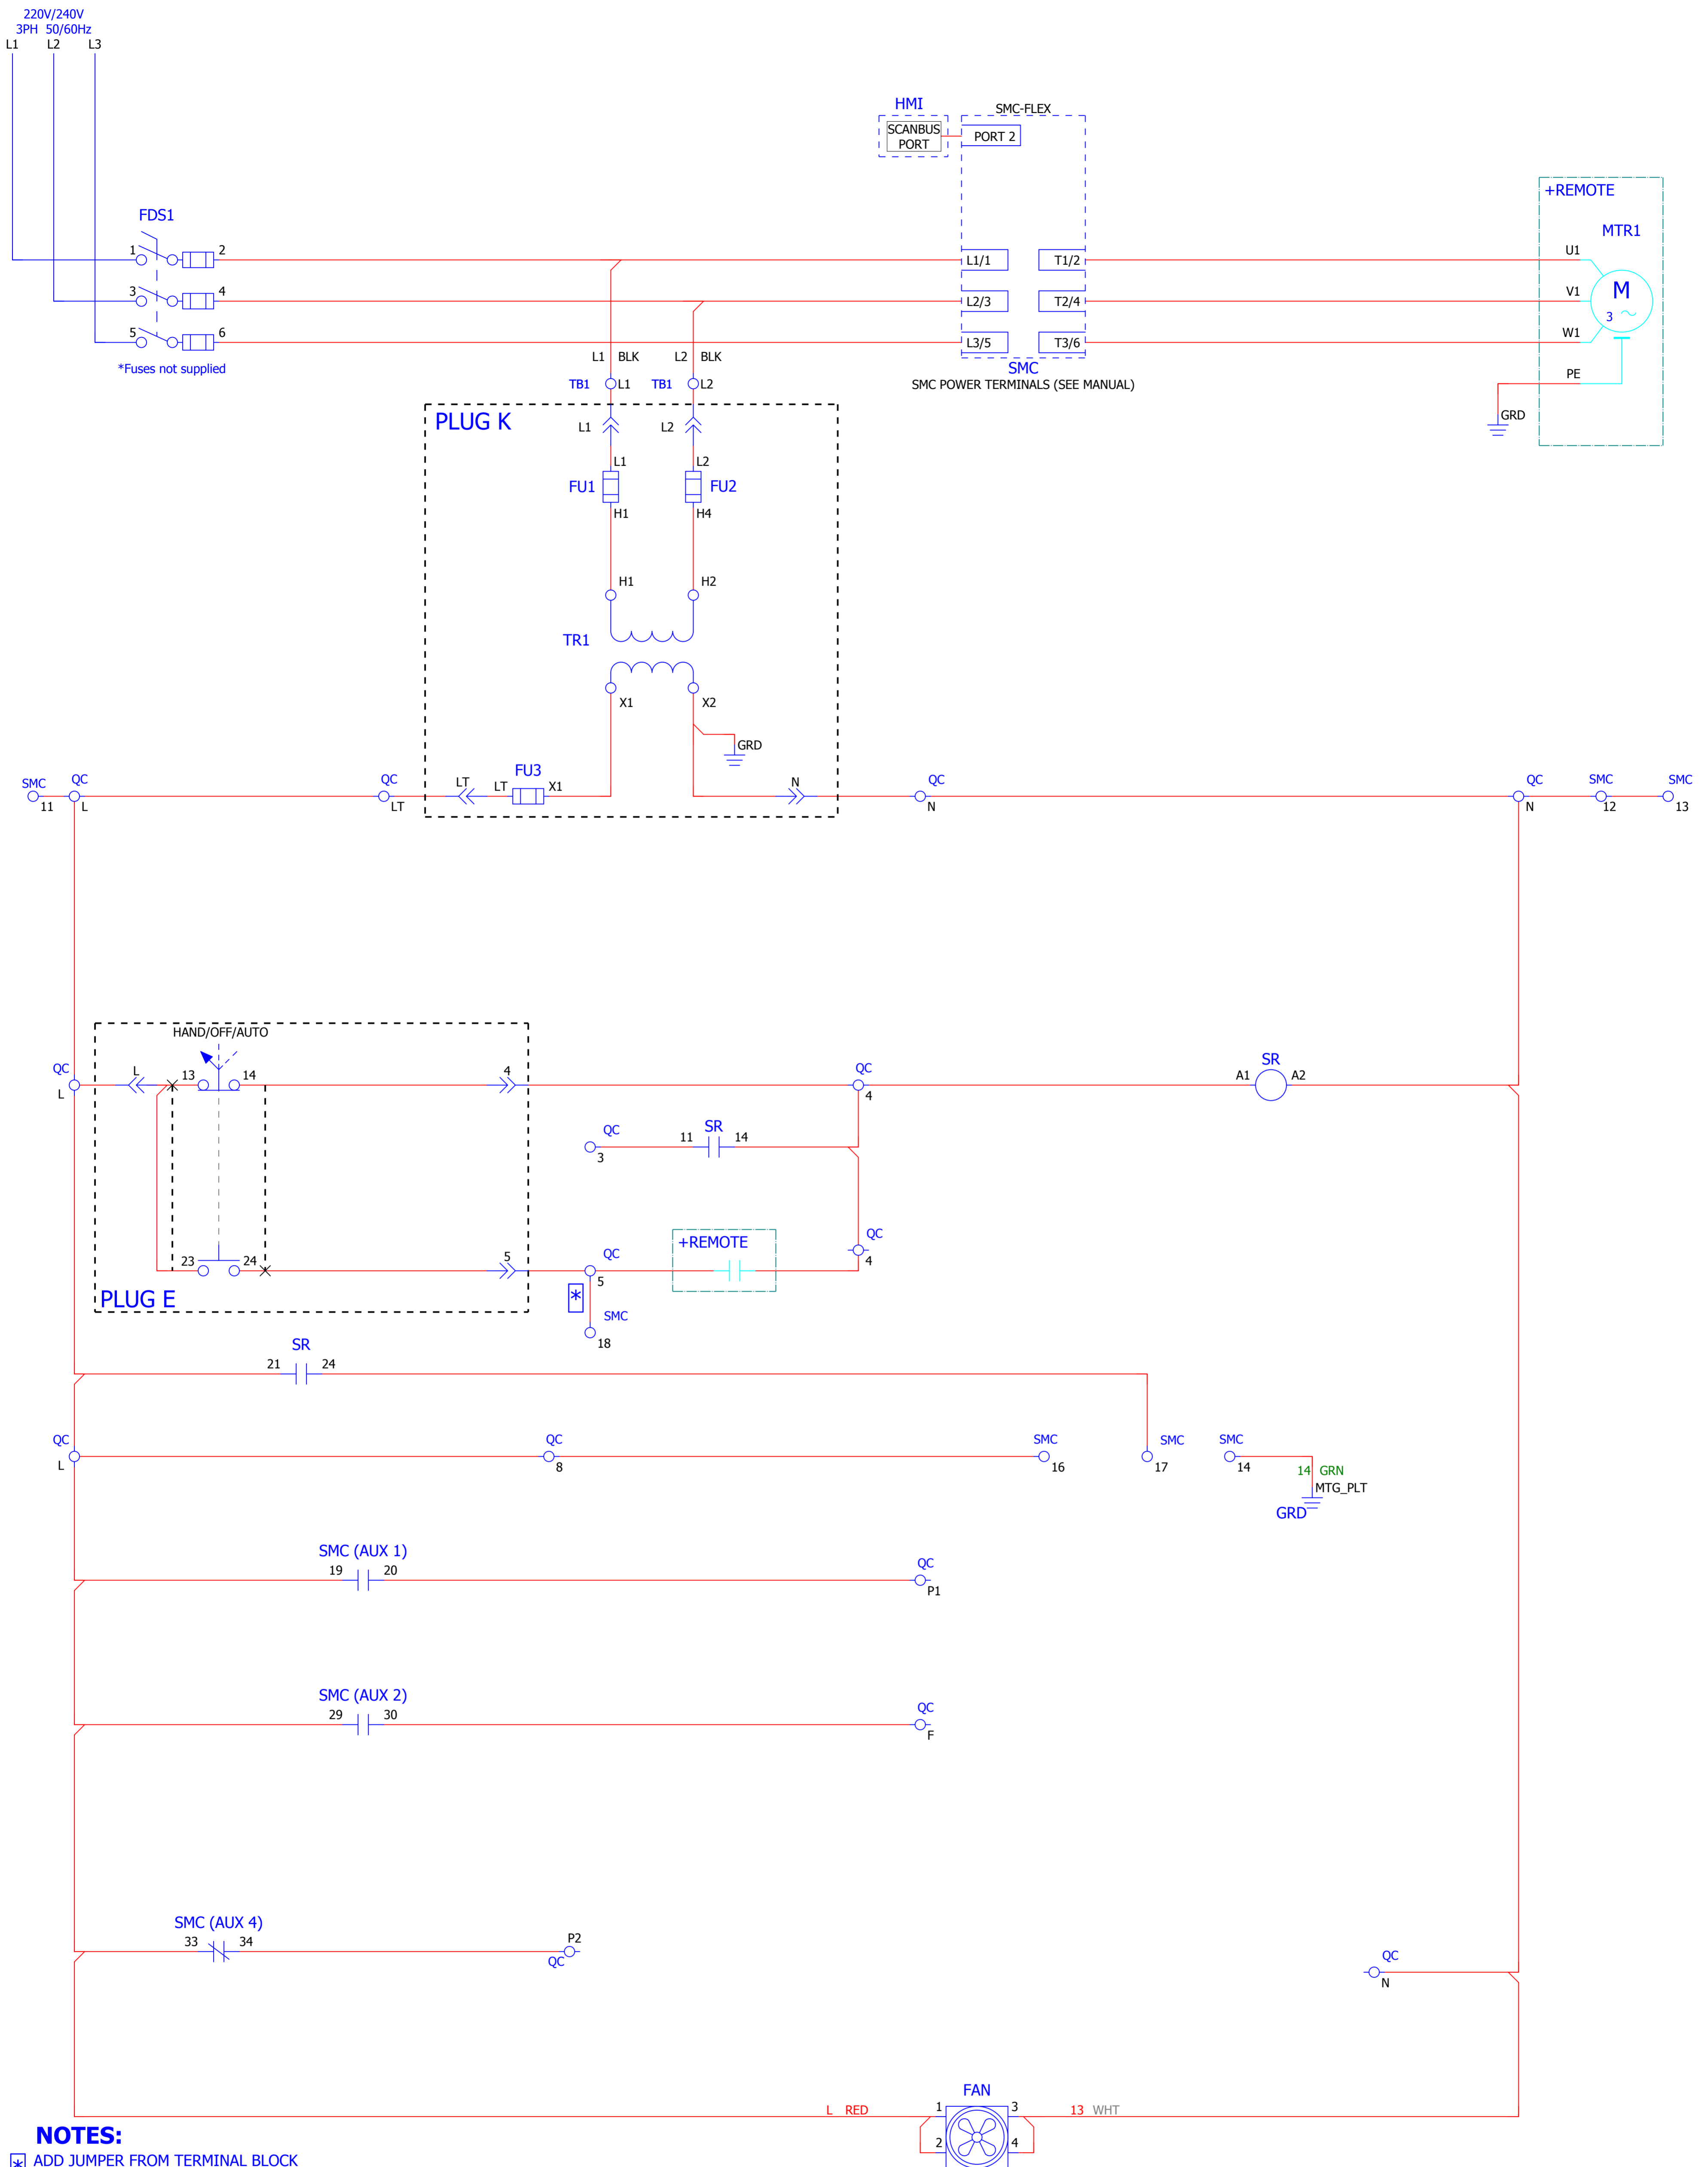 220V/240V
3PH 50/60Hz
L1 L2 L3
HMI
SMC-FLEX
SCANBUS
PORT
PORT 2
+REMOTE
FDS1
MTR1
1 2
L1/1 T1/2 U1
3 4
L2/3 T2/4 V1
M
3
5 6
L3/5 T3/6 W1
*Fuses not supplied
L1 BLK L2 BLK
SMC
SMC POWER TERMINALS (SEE MANUAL)
PE
TB1 L1 TB1 L2
GRD
PLUG K
L1 L2
L1 L2
FU1 FU2
H1 H4
H1 H2
TR1
X1 X2
GRD
SMC QC QC LT LT FU3 X1 N QC QC SMC SMC
11 L LT N N 12 13
HAND/OFF/AUTO
QC L 13 14 4 QC A1 SR A2
L 4
QC 11 SR 14
3
+REMOTE
QC
4
23 24 5 QC
5
PLUG E
*
SMC
18
SR
21 24
QC QC SMC SMC SMC
L 8 16 17 14
14 GRN
MTG_PLT
GRD
SMC (AUX 1)
19 20 QC
P1
SMC (AUX 2)
29 30 QC
F
SMC (AUX 4)
33 34 P2
QC
QC
N
FAN
L RED 1 3 13 WHT
2 4
NOTES:
* ADD JUMPER FROM TERMINAL BLOCK